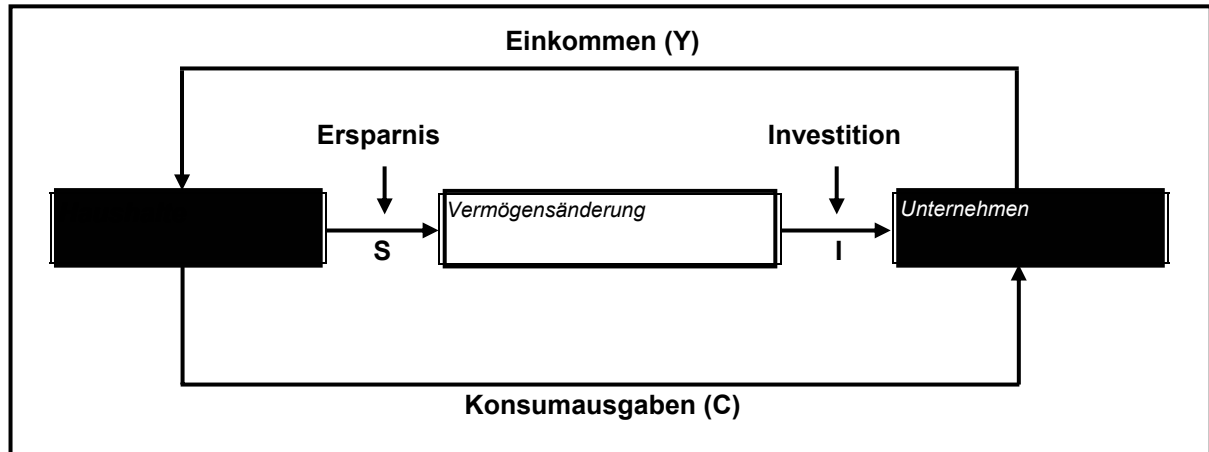 Einkommen (Y)
Ersparnis
Investition
Vermögensänderung
Unternehmen
S
I
Konsumausgaben (C)